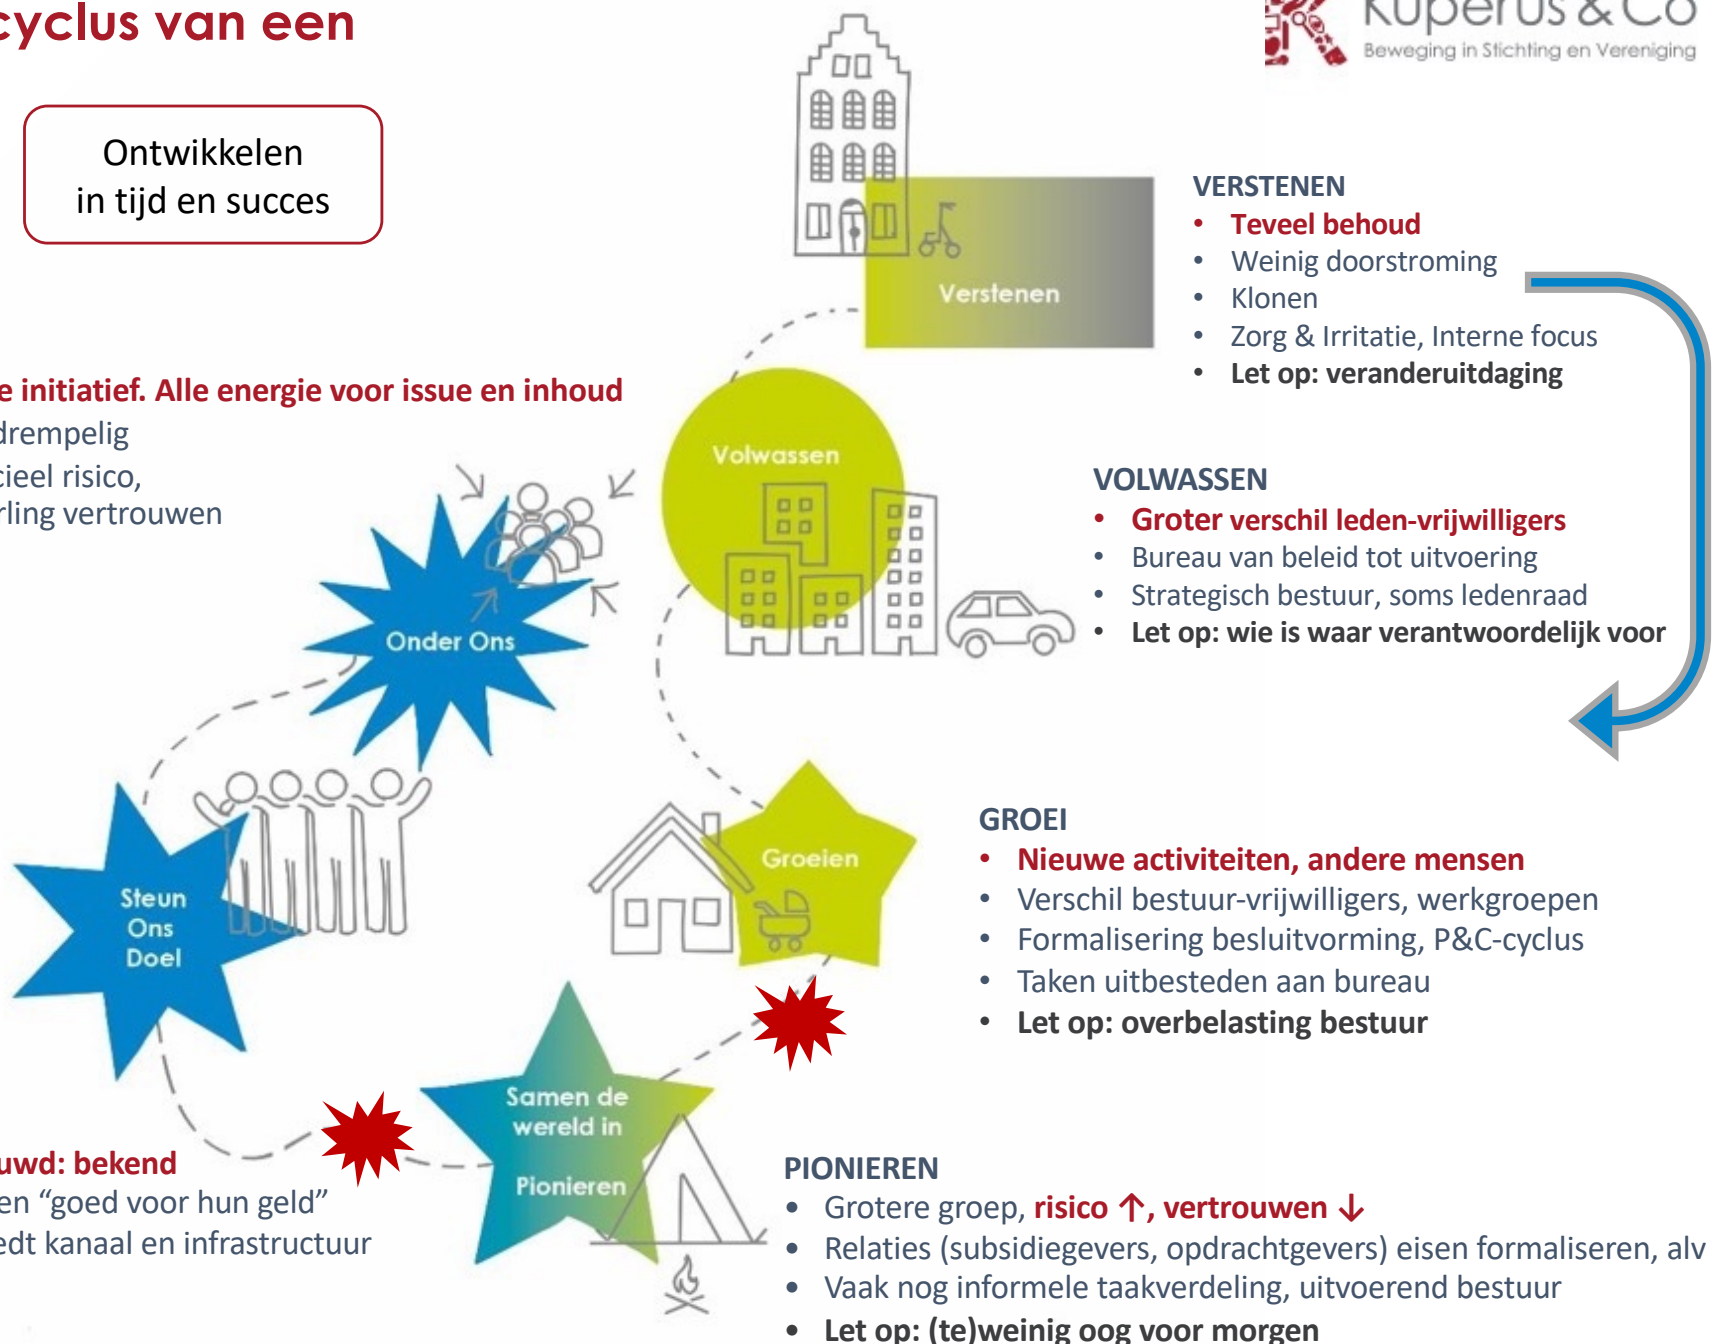 cyclus van een
Kuperus & Co
Beweging in Stichting en Vereniging
Ontwikkelen
in tijd en succes
VERSTENEN
• Teveel behoud
• Weinig doorstroming
• Klonen
• Zorg & Irritatie, Interne focus
• Let op: veranderuitdaging
Verstenen
e initiatief. Alle energie voor issue en inhoud
drempelig
cieel risico,
rling vertrouwen
Volwassen
VOLWASSEN
• Groter verschil leden-vrijwilligers
• Bureau van beleid tot uitvoering
• Strategisch bestuur, soms ledenraad
• Let op: wie is waar verantwoordelijk voor
Onder Ons
Steun
Ons
Doel
Groeien
GROEI
• Nieuwe activiteiten, andere mensen
• Verschil bestuur-vrijwilligers, werkgroepen
• Formalisering besluitvorming, P&C-cyclus
• Taken uitbesteden aan bureau
• Let op: overbelasting bestuur
Samen de
wereld in
Pionieren
uwd: bekend
en “goed voor hun geld”
edt kanaal en infrastructuur
PIONIEREN
• Grotere groep, risico ↑, vertrouwen ↓
• Relaties (subsidiegevers, opdrachtgevers) eisen formaliseren, alv
• Vaak nog informele taakverdeling, uitvoerend bestuur
• Let op: (te)weinig oog voor morgen